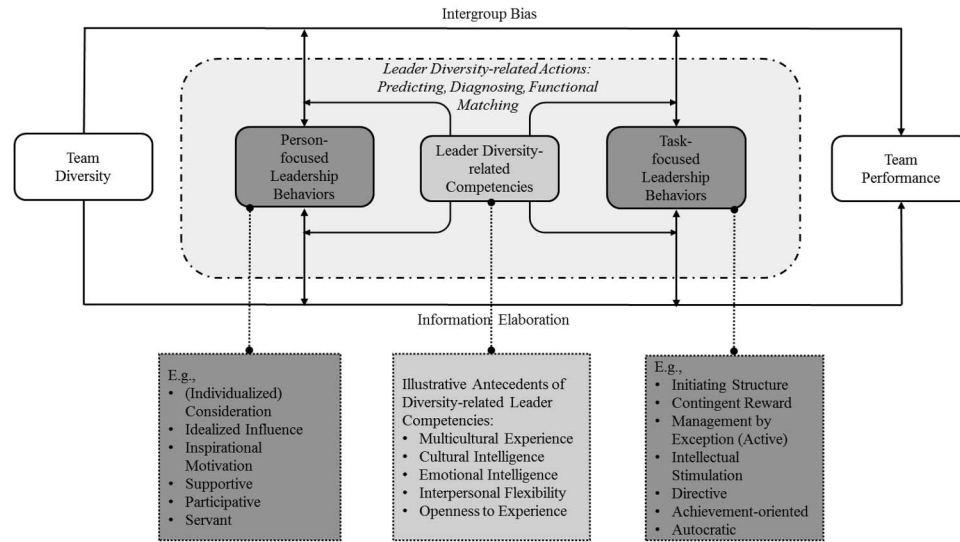 Intergroup Bias
Leader Diversity-related Actions:
Predicting, Diagnosing, Functional
Matching
Team
Diversity
Person-
focused
Leadership
Behaviors
Leader Diversity-
related
Competencies
Task-
focused
Leadership
Behaviors
Team
Performance
Information Elaboration
E.g.,
• (Individualized)
Consideration
• Idealized Influence
• Inspirational
Motivation
• Supportive
• Participative
• Servant
Illustrative Antecedents of
Diversity-related Leader
Competencies:
• Multicultural Experience
• Cultural Intelligence
• Emotional Intelligence
• Interpersonal Flexibility
• Openness to Experience
E.g.,
• Initiating Structure
• Contingent Reward
• Management by
Exception (Active)
• Intellectual
Stimulation
• Directive
• Achievement-oriented
• Autocratic